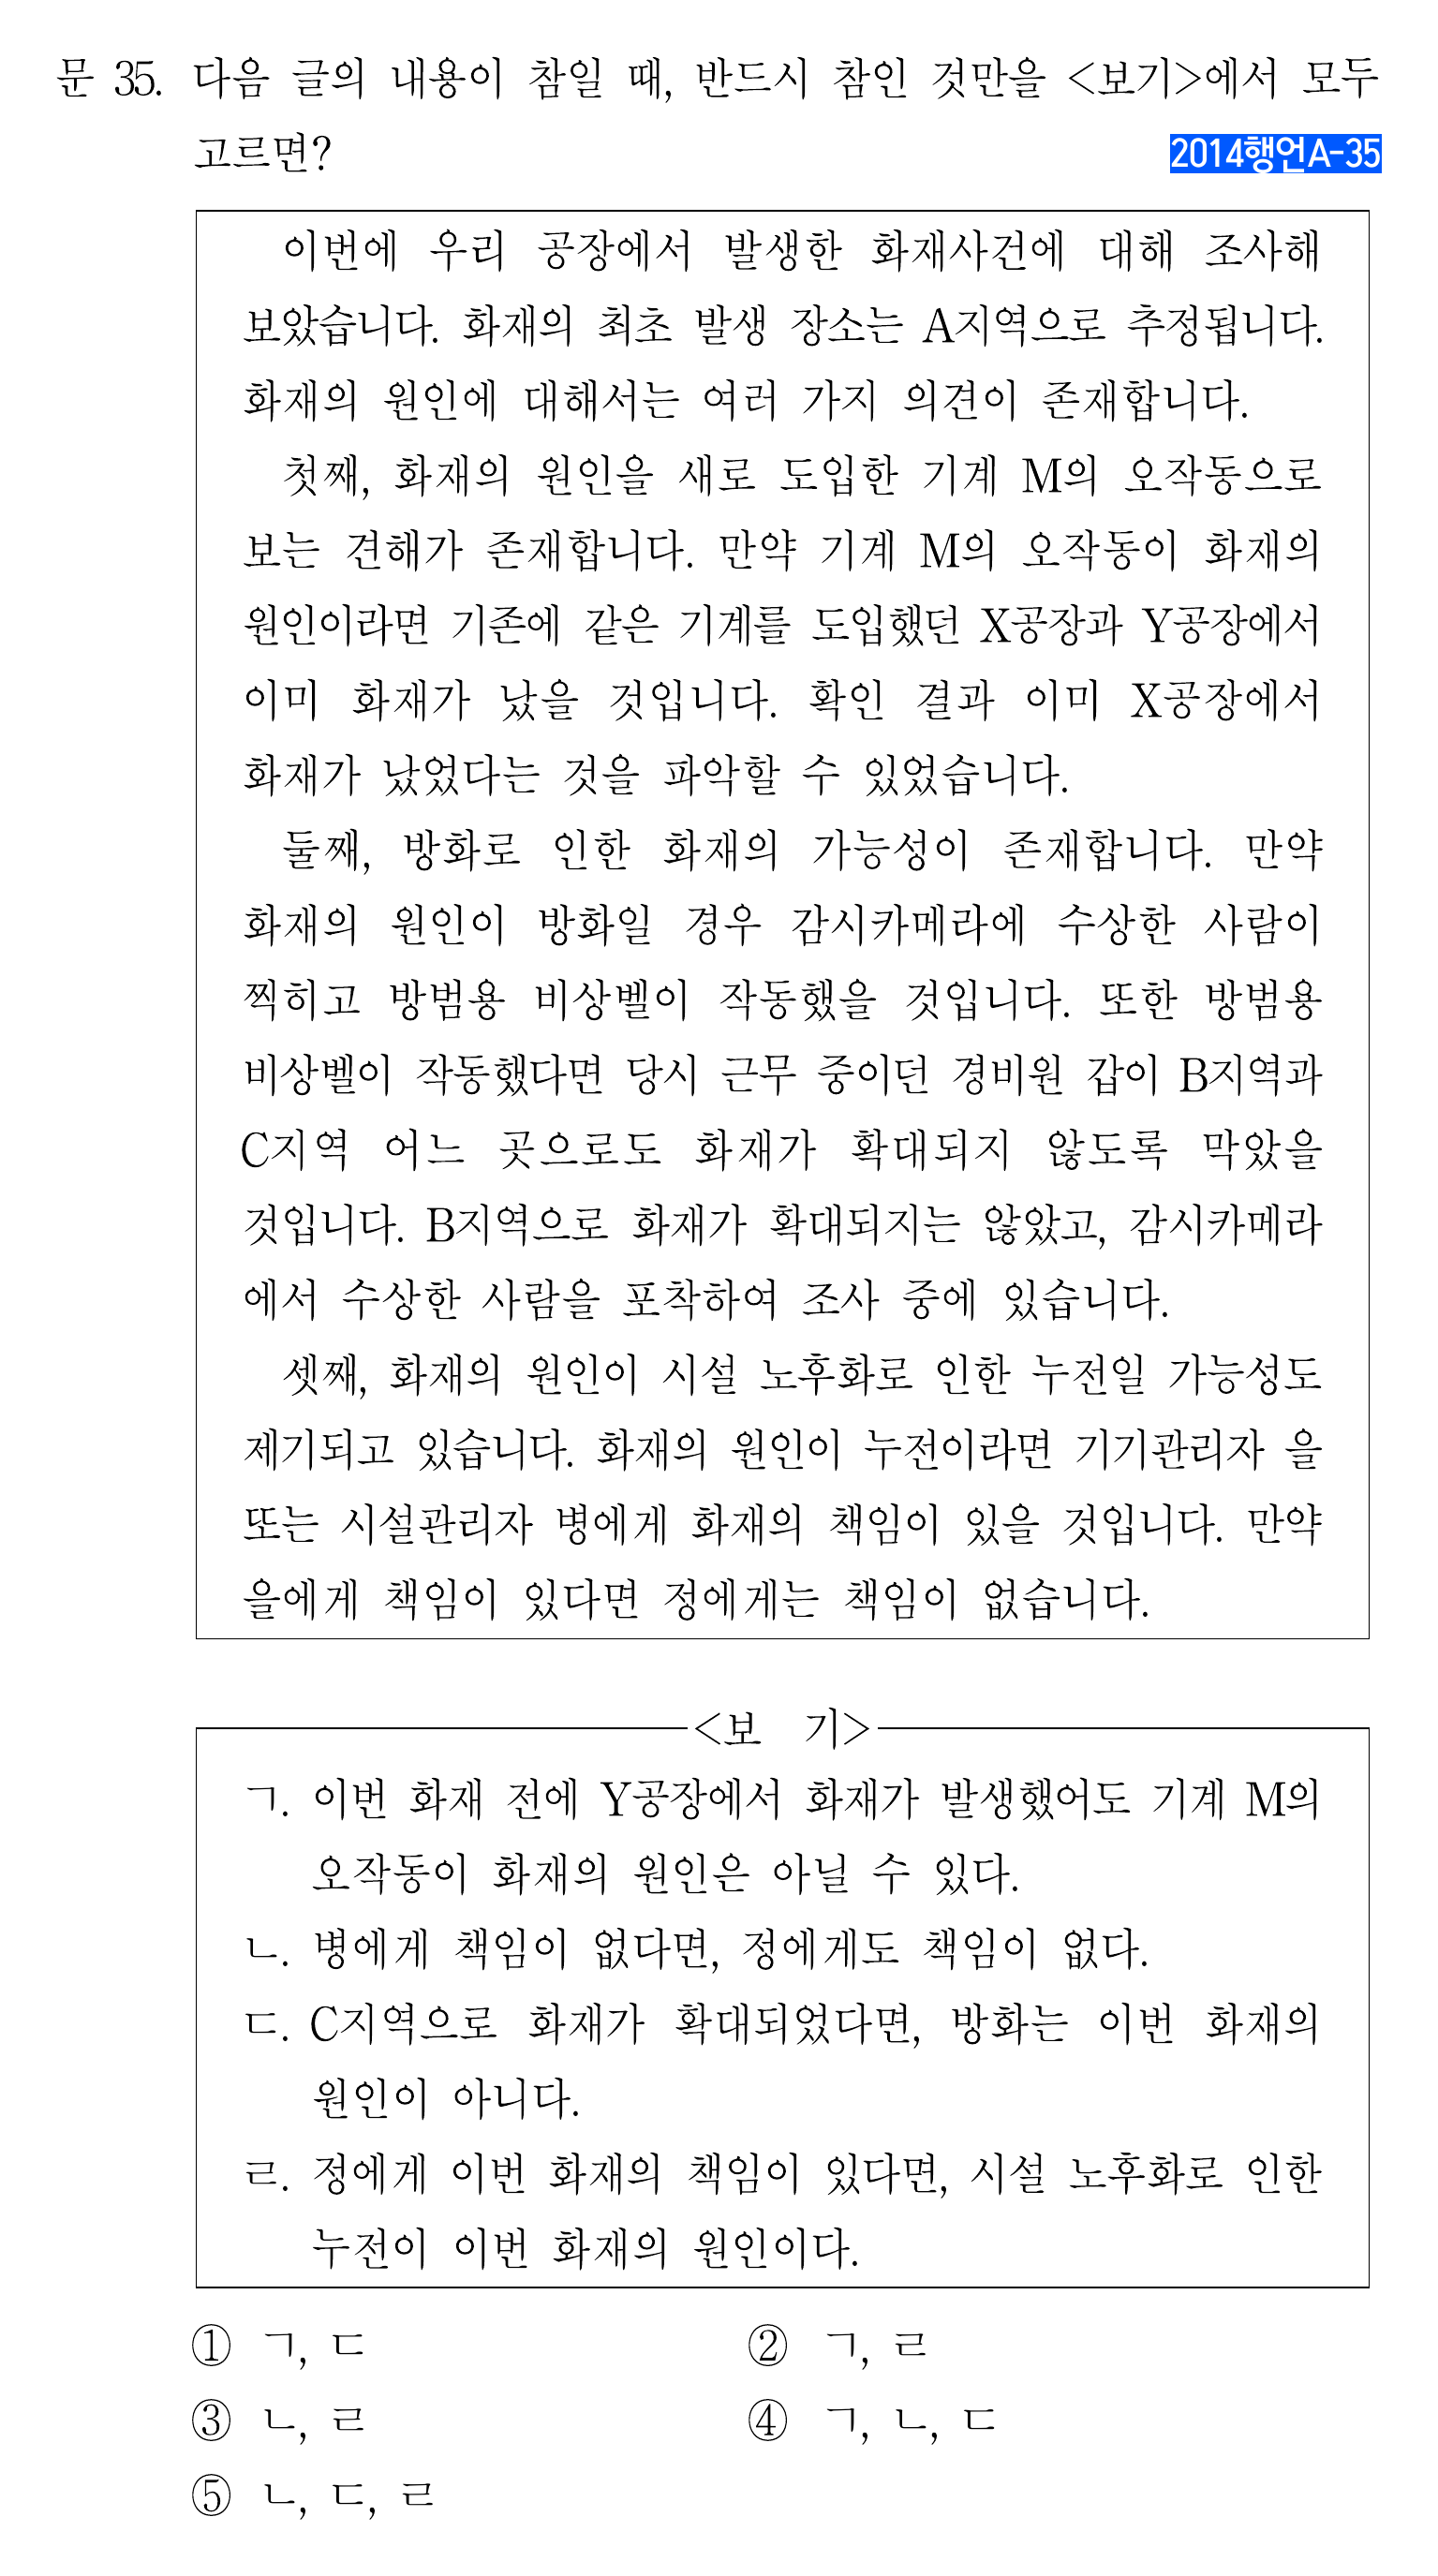 문 35. 다음 글의 내용이 참일 때, 반드시 참인 것만을 <보기>에서 모두
고르면?
2014행언A-35
이번에 우리 공장에서 발생한 화재사건에 대해 조사해
보았습니다. 화재의 최초 발생 장소는 A지역으로 추정됩니다.
화재의 원인에 대해서는 여러 가지 의견이 존재합니다.
첫째, 화재의 원인을 새로 도입한 기계 M의 오작동으로
보는 견해가 존재합니다. 만약 기계 M의 오작동이 화재의
원인이라면 기존에 같은 기계를 도입했던 X공장과 Y공장에서
이미 화재가 났을 것입니다. 확인 결과 이미 X공장에서
화재가 났었다는 것을 파악할 수 있었습니다.
둘째, 방화로 인한 화재의 가능성이 존재합니다. 만약
화재의 원인이 방화일 경우 감시카메라에 수상한 사람이
찍히고 방범용 비상벨이 작동했을 것입니다. 또한 방범용
비상벨이 작동했다면 당시 근무 중이던 경비원 갑이 B지역과
C지역 어느 곳으로도 화재가 확대되지 않도록 막았을
것입니다. B지역으로 화재가 확대되지는 않았고, 감시카메라
에서 수상한 사람을 포착하여 조사 중에 있습니다.
셋째, 화재의 원인이 시설 노후화로 인한 누전일 가능성도
제기되고 있습니다. 화재의 원인이 누전이라면 기기관리자 을
또는 시설관리자 병에게 화재의 책임이 있을 것입니다. 만약
을에게 책임이 있다면 정에게는 책임이 없습니다.
<보 기>
ㄱ. 이번 화재 전에 Y공장에서 화재가 발생했어도 기계 M의
오작동이 화재의 원인은 아닐 수 있다.
ㄴ. 병에게 책임이 없다면, 정에게도 책임이 없다.
ㄷ. C지역으로 화재가 확대되었다면, 방화는 이번 화재의
원인이 아니다.
ㄹ. 정에게 이번 화재의 책임이 있다면, 시설 노후화로 인한
누전이 이번 화재의 원인이다.
① ㄱ, ㄷ ② ㄱ, ㄹ
③ ㄴ, ㄹ ④ ㄱ, ㄴ, ㄷ
⑤ ㄴ, ㄷ, ㄹ